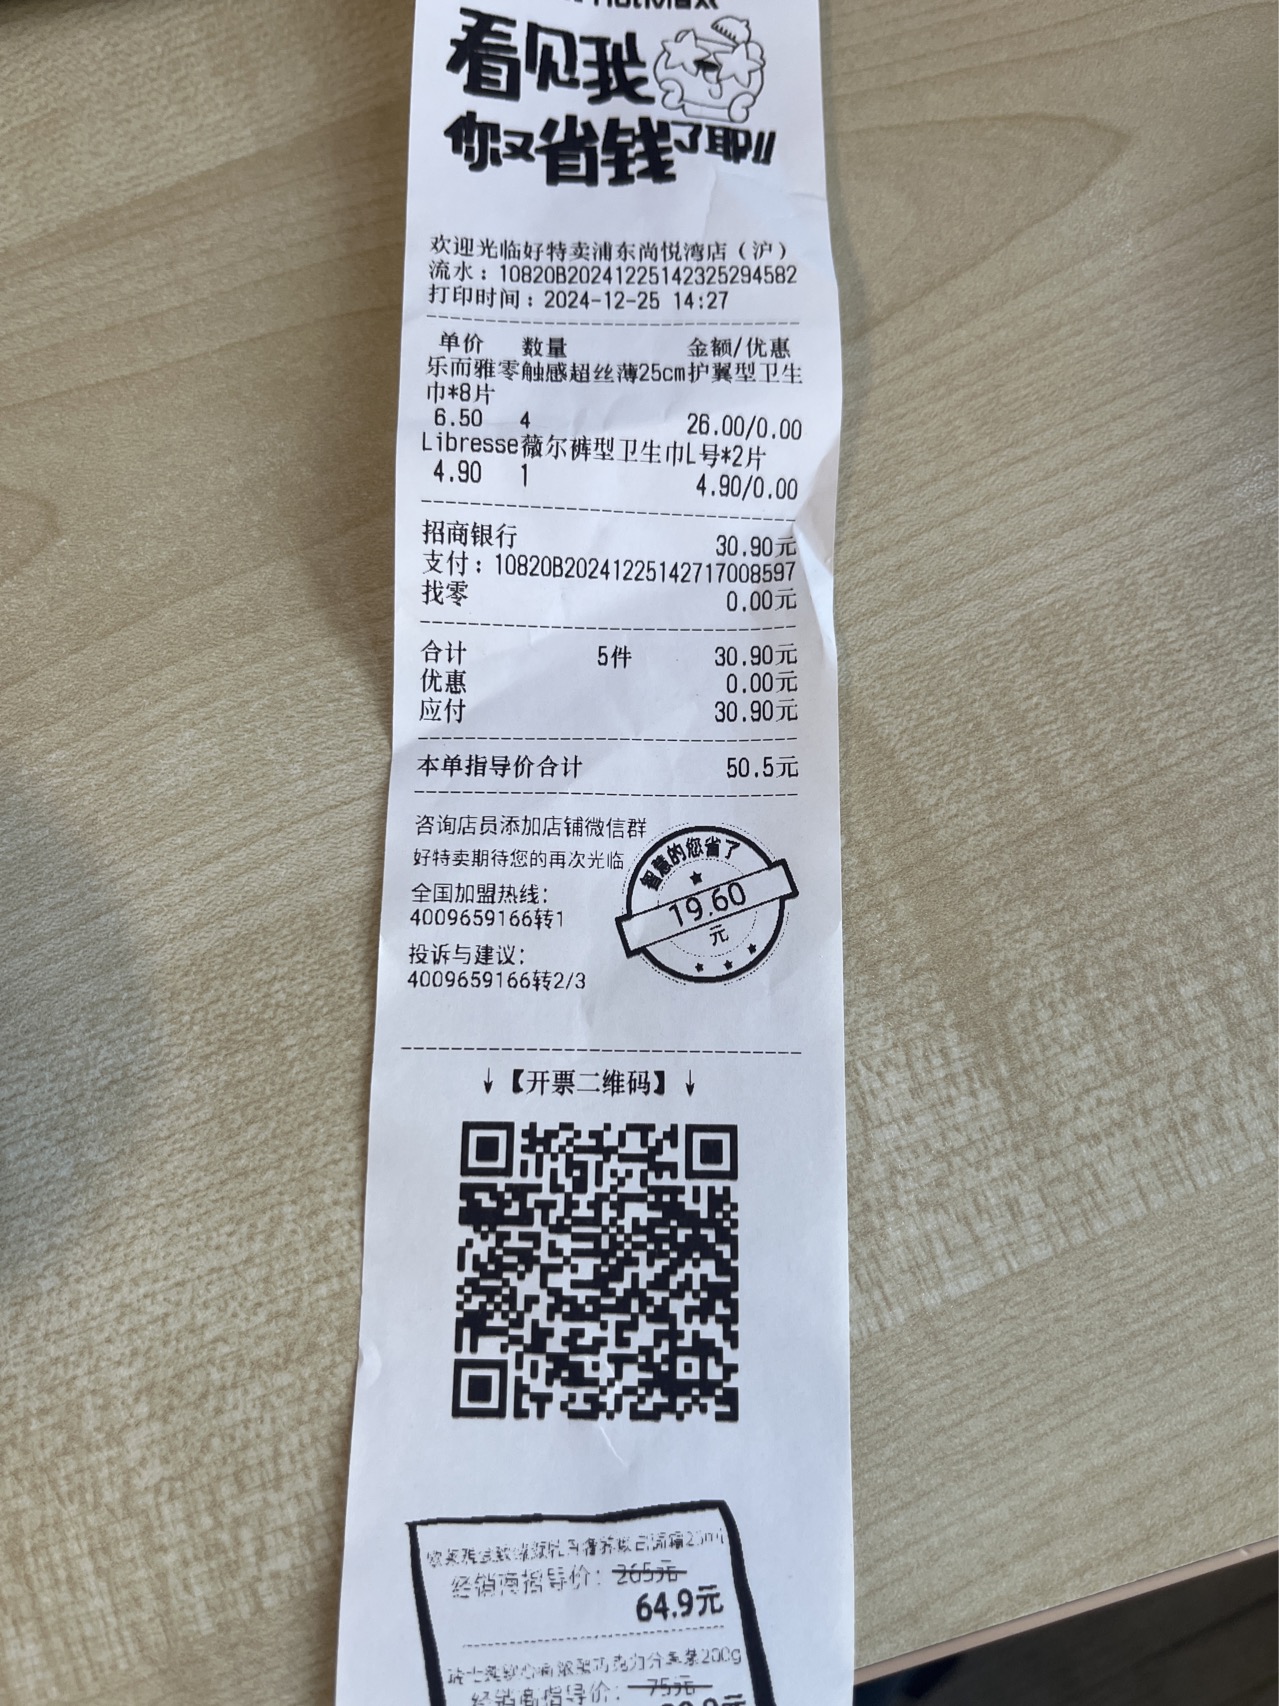 HotMaxx
看见我
你又省钱了耶!!
欢迎光临好特卖浦东尚悦湾店（沪）
流水：10820B20241225142325294582
打印时间：2024-12-25 14:27
单价 数量 金额/优惠
乐而雅零触感超丝薄25cm护翼型卫生
巾*8片
6.50 4 26.00/0.00
Libresse薇尔裤型卫生巾L号*2片
4.90 1 4.90/0.00
招商银行 30.90元
支付：10820B20241225142717008597
找零 0.00元
合计 5件 30.90元
优惠 0.00元
应付 30.90元
本单指导价合计 50.5元
咨询店员添加店铺微信群
好特卖期待您的再次光临
全国加盟热线：
4009659166转1
投诉与建议：
4009659166转2/3
智慧的您省了
19.60
元
↓【开票二维码】↓
25ml
经销商指导价：265元
64.9元
200g
经销商指导价：75元